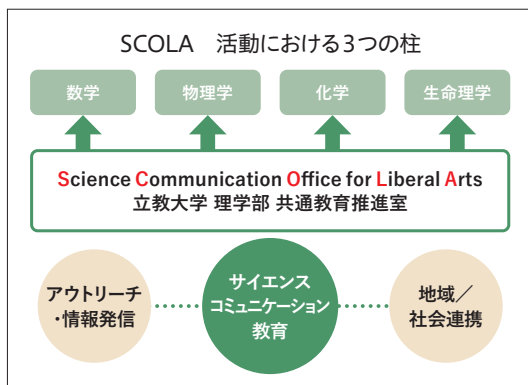 SCOLA 活動における3つの柱
数学
物理学
化学
生命理学
Science Communication Office for Liberal Arts
立教大学 理学部 共通教育推進室
アウトリーチ
・情報発信
サイエンス
コミュニケーション
教育
地域／
社会連携